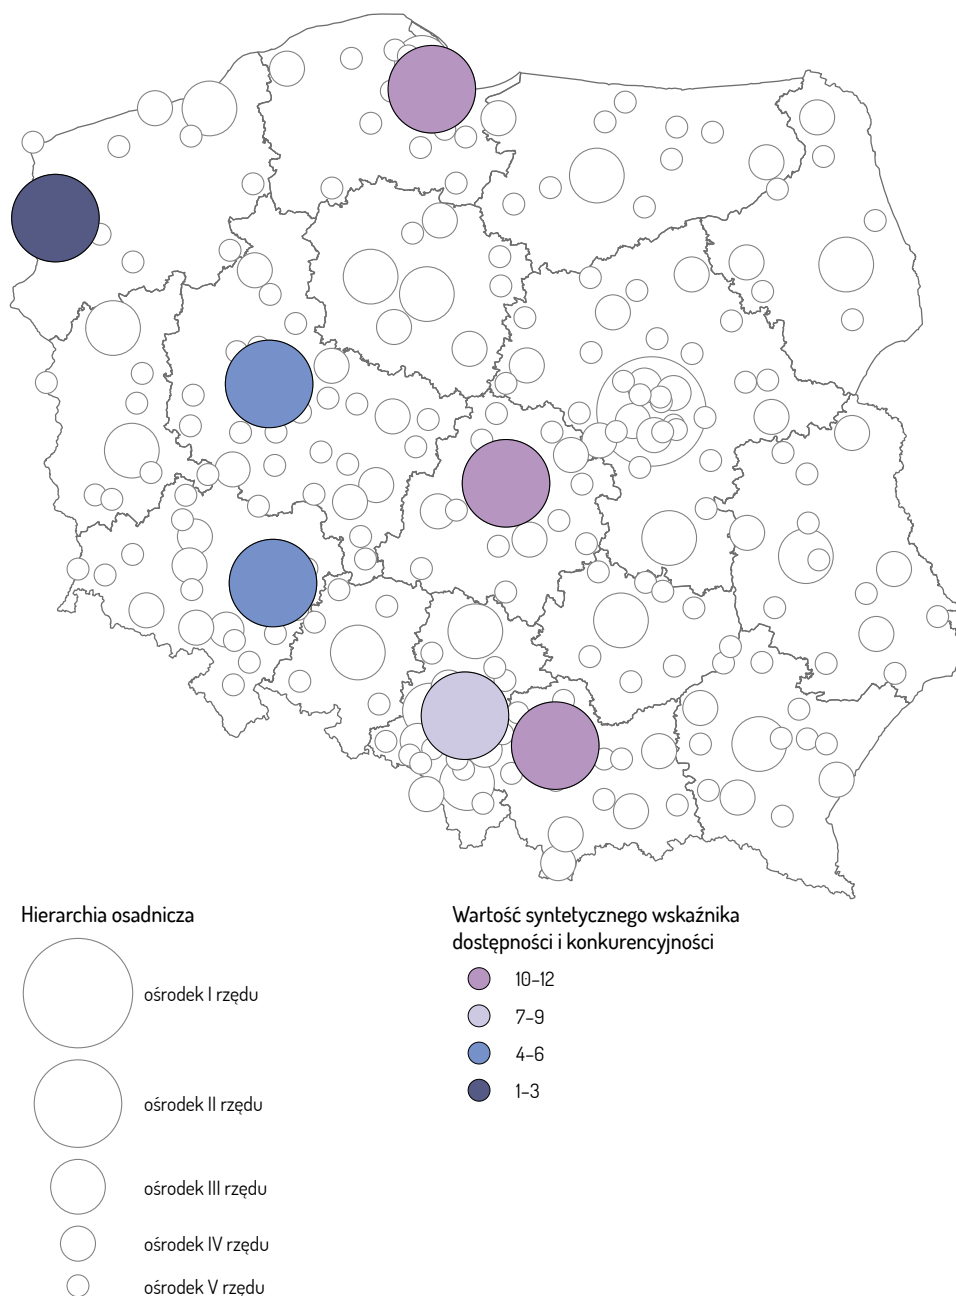 Hierarchia osadnicza
ośrodek I rzędu
ośrodek II rzędu
ośrodek III rzędu
ośrodek IV rzędu
ośrodek V rzędu
Wartość syntetycznego wskaźnika
dostępności i konkurencyjności
10–12
7–9
4–6
1–3